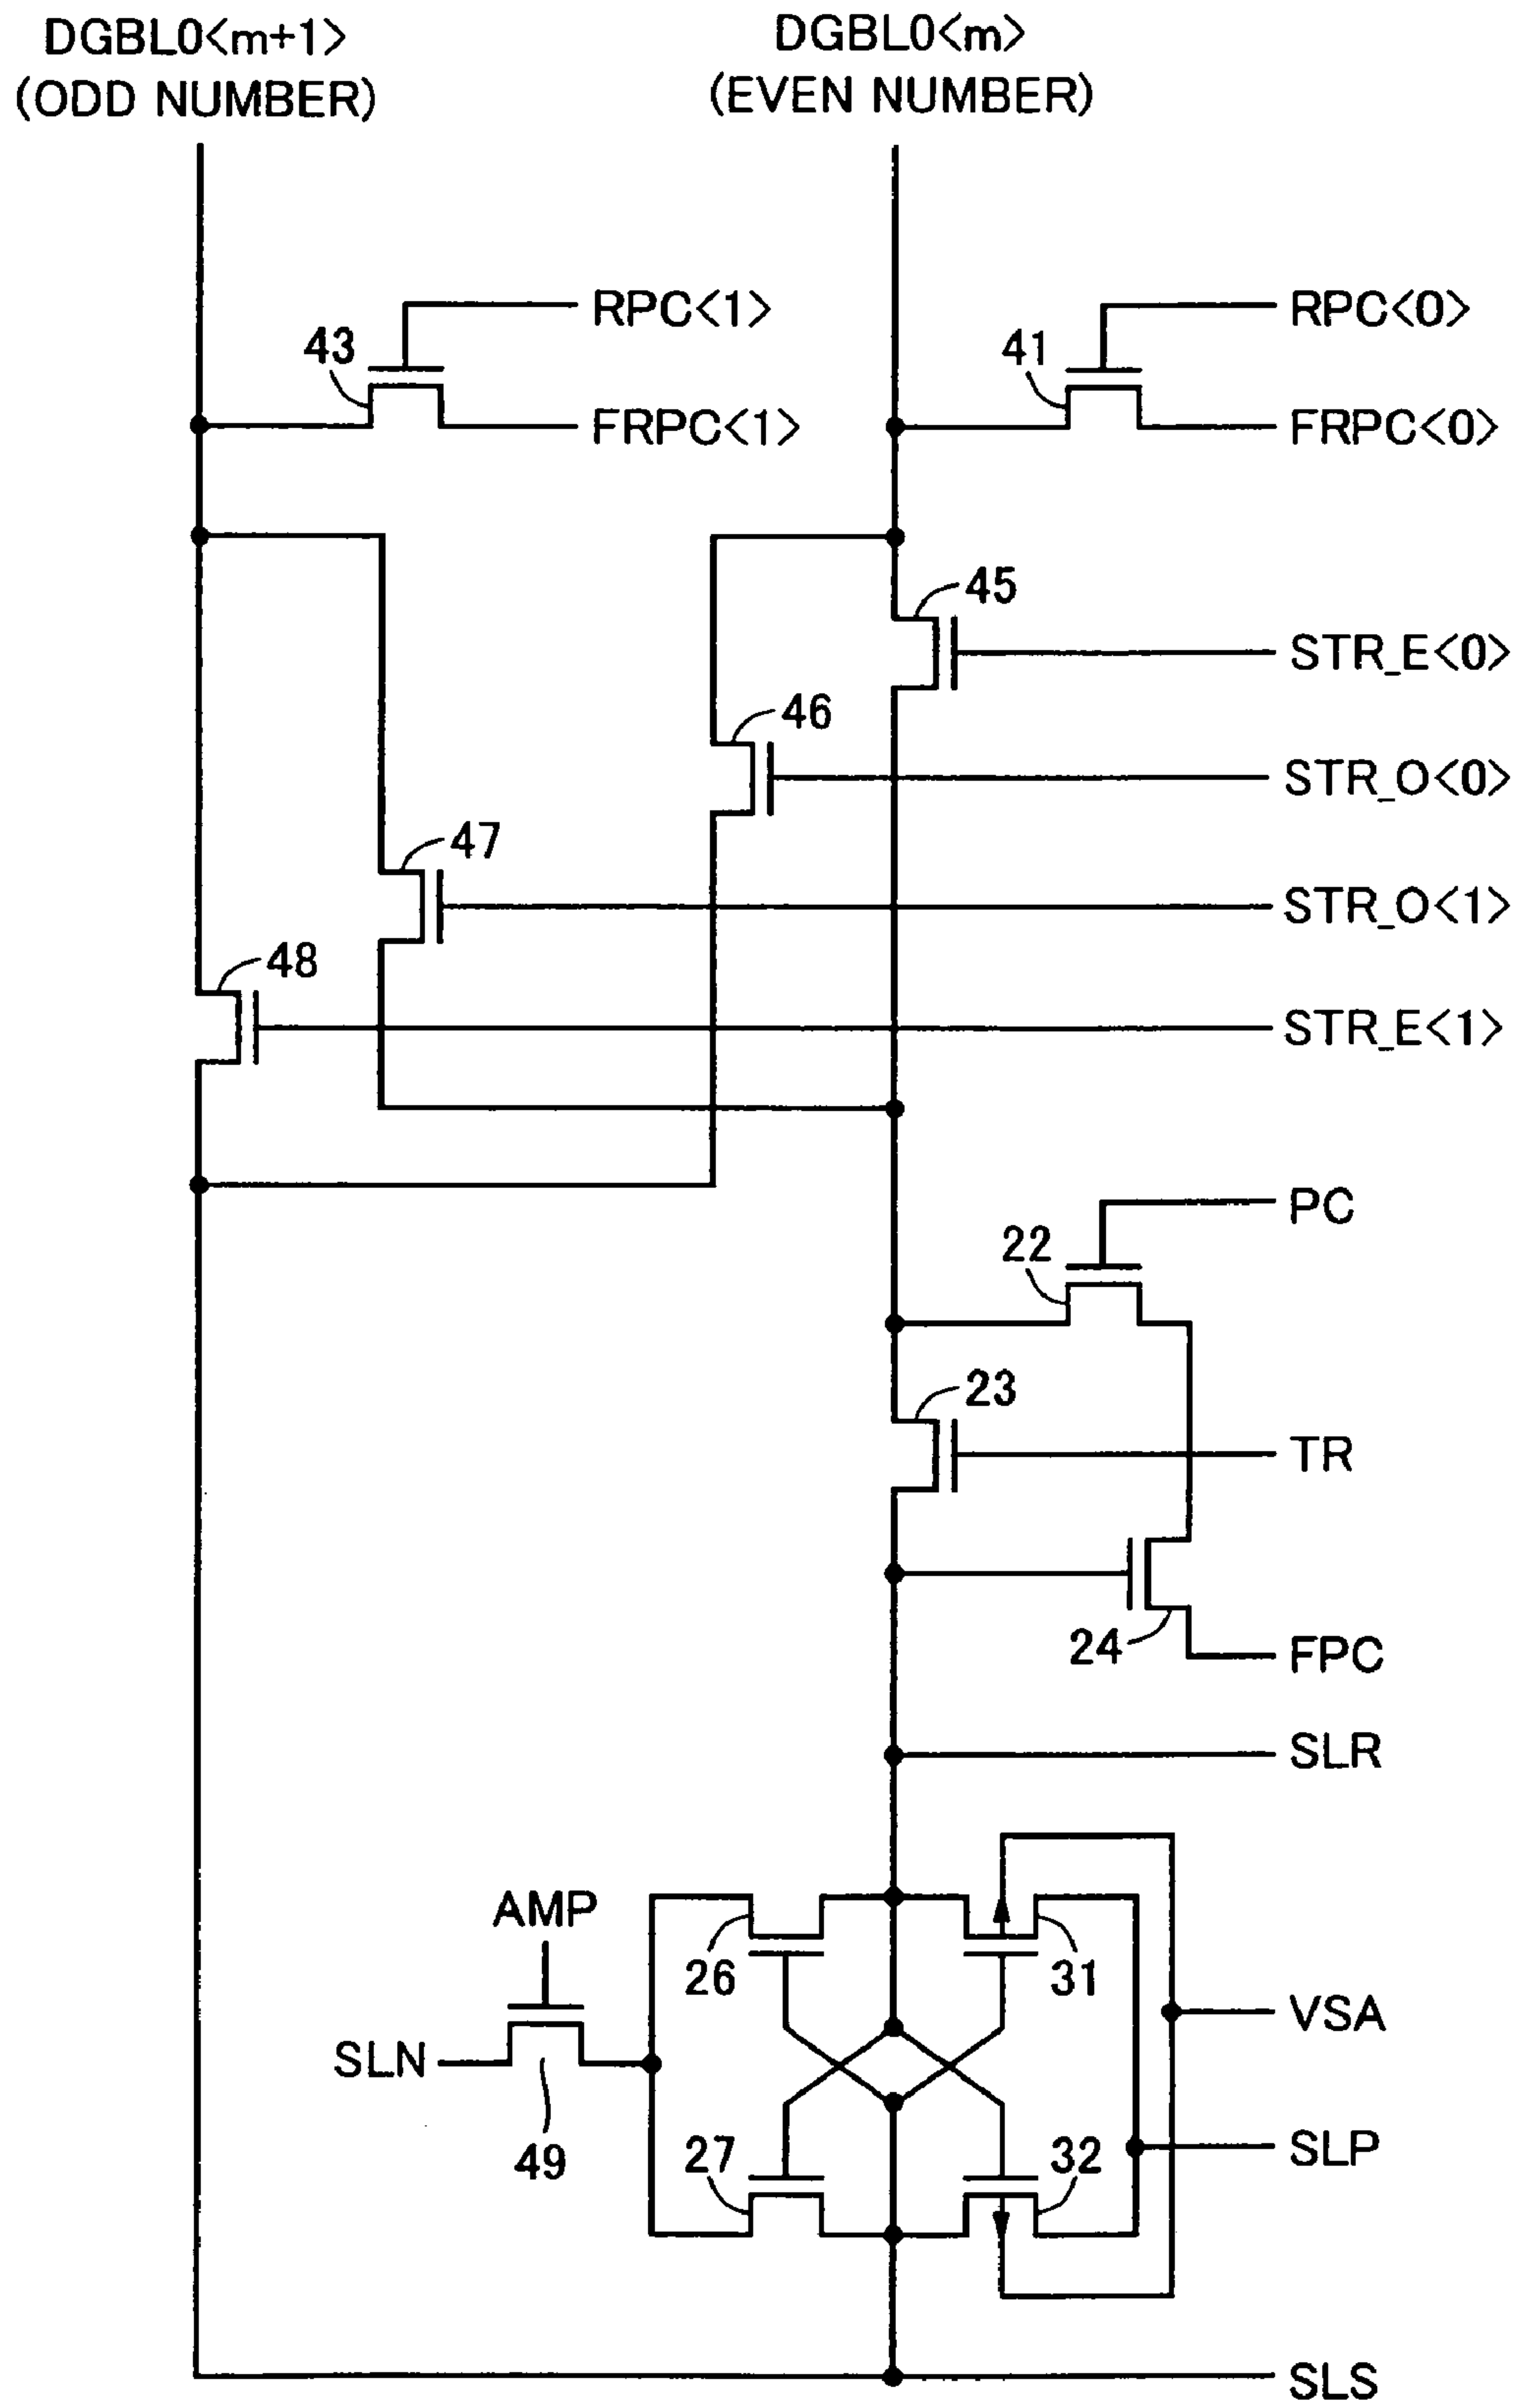 DGBL0<m+1>
(ODD NUMBER)
DGBL0<m>
(EVEN NUMBER)
RPC<1>
RPC<0>
43
41
FRPC<1>
FRPC<0>
45
STR_E<0>
46
STR_O<0>
47
STR_O<1>
48
STR_E<1>
PC
22
23
TR
24
FPC
SLR
AMP
26
31
VSA
SLN
49
27
32
SLP
SLS